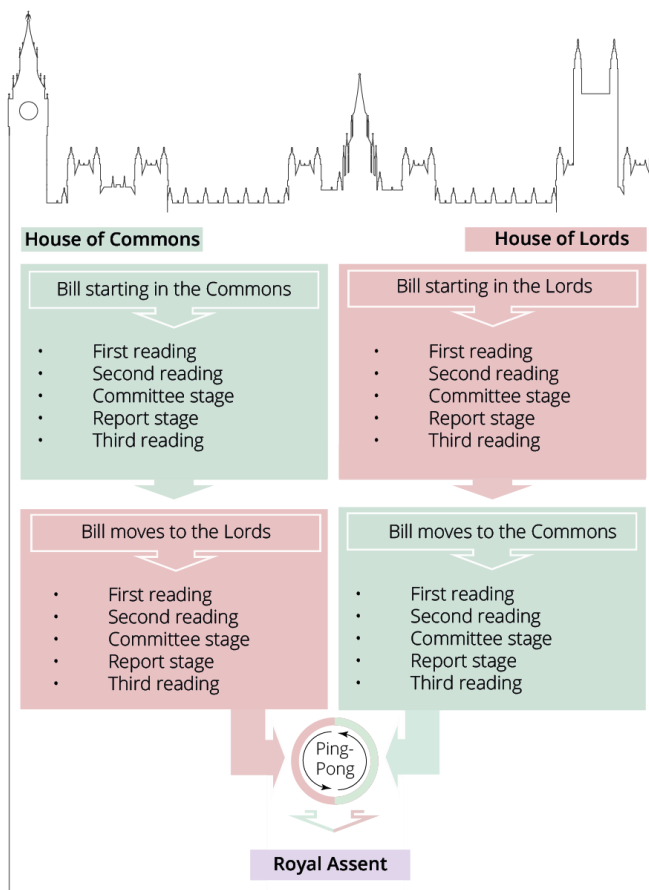 House of Commons
House of Lords
Bill starting in the Commons
• First reading
• Second reading
• Committee stage
• Report stage
• Third reading
Bill starting in the Lords
• First reading
• Second reading
• Committee stage
• Report stage
• Third reading
Bill moves to the Lords
• First reading
• Second reading
• Committee stage
• Report stage
• Third reading
Bill moves to the Commons
• First reading
• Second reading
• Committee stage
• Report stage
• Third reading
Ping-
Pong
Royal Assent